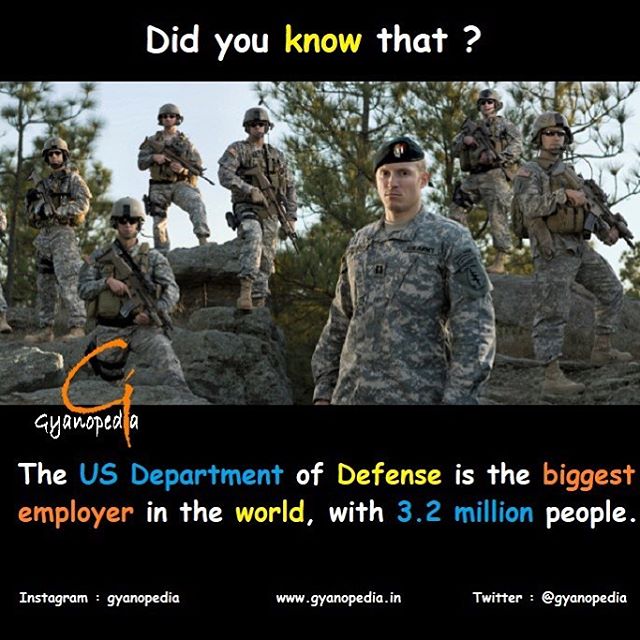 Did you know that ?
Gyanopedia
The US Department of Defense is the biggest
employer in the world, with 3.2 million people.
Instagram : gyanopedia www.gyanopedia.in Twitter : @gyanopedia